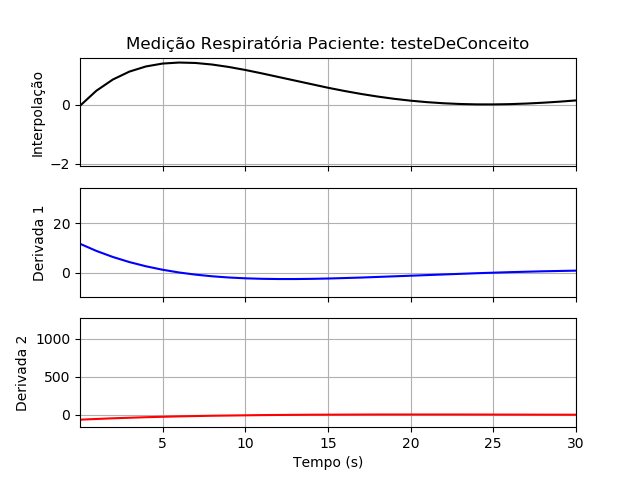 Medição Respiratória Paciente: testeDeConceito
Interpolação
0
−2
Derivada 1
20
0
Derivada 2
1000
500
0
5 10 15 20 25 30
Tempo (s)